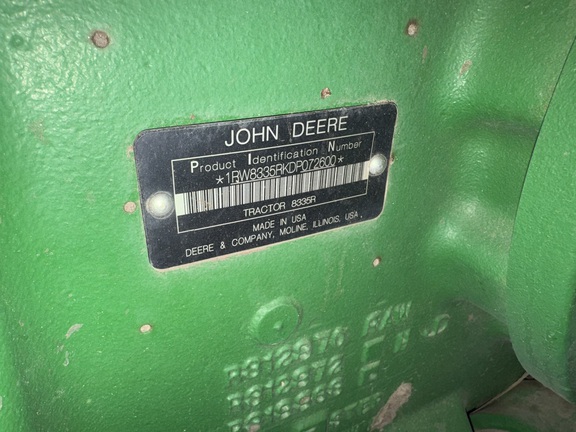 JOHN DEERE
Product Identification Number
*1RW8335RKDP072600*
TRACTOR 8335R
MADE IN USA
DEERE & COMPANY, MOLINE, ILLINOIS, USA